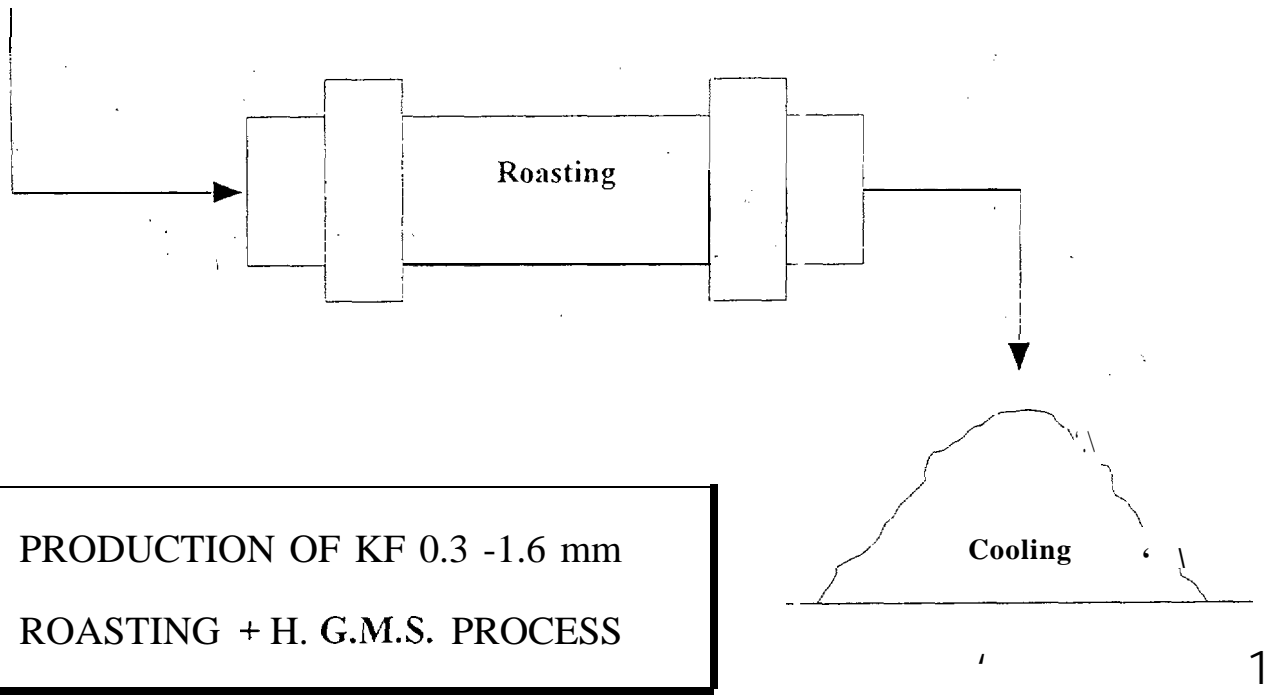 Roasting
Cooling
PRODUCTION OF KF 0.3 -1.6 mm
ROASTING + H. G.M.S. PROCESS
1